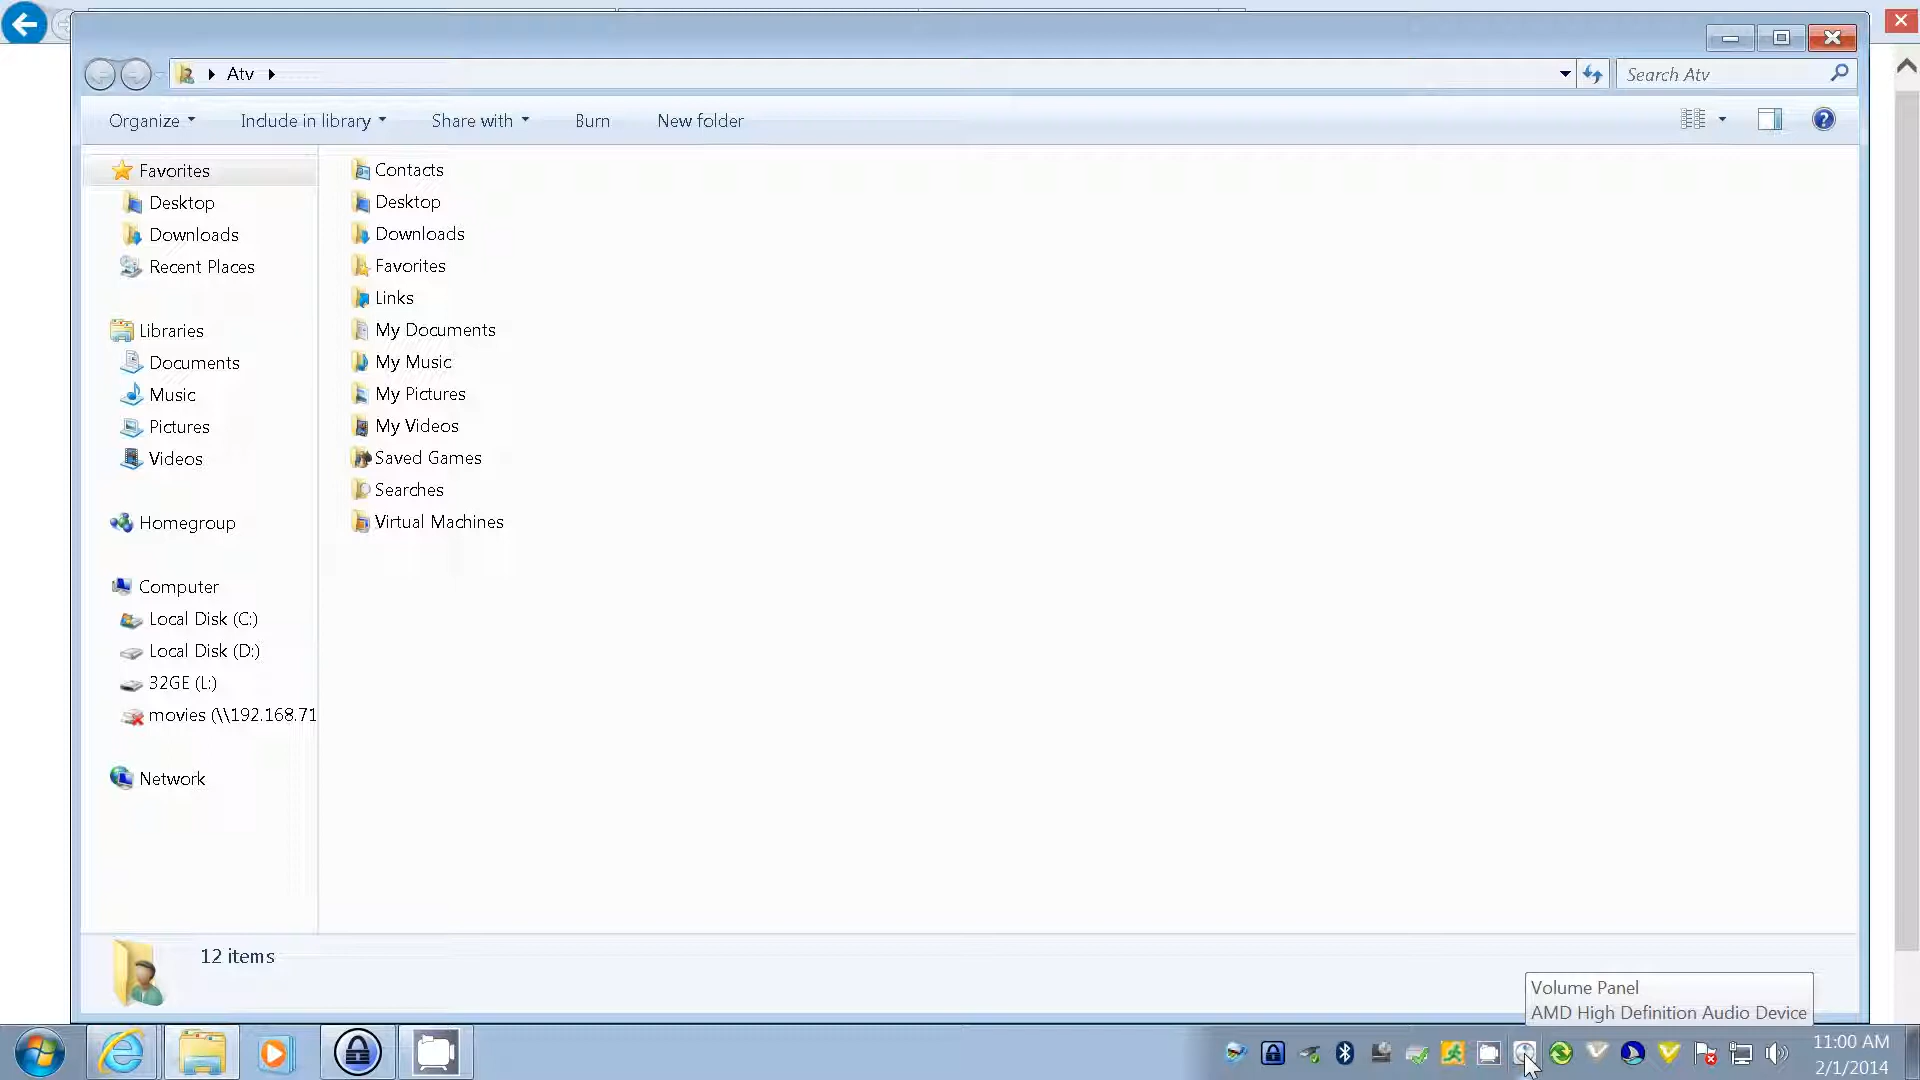 Atv
Search Atv
Organize
Include in library
Share with
Burn
New folder
Favorites
Desktop
Downloads
Recent Places
Libraries
Documents
Music
Pictures
Videos
Homegroup
Computer
Local Disk (C:)
Local Disk (D:)
32GE (L:)
movies (\\192.168.71
Network
Contacts
Desktop
Downloads
Favorites
Links
My Documents
My Music
My Pictures
My Videos
Saved Games
Searches
Virtual Machines
12 items
Volume Panel
AMD High Definition Audio Device
11:00 AM
2/1/2014